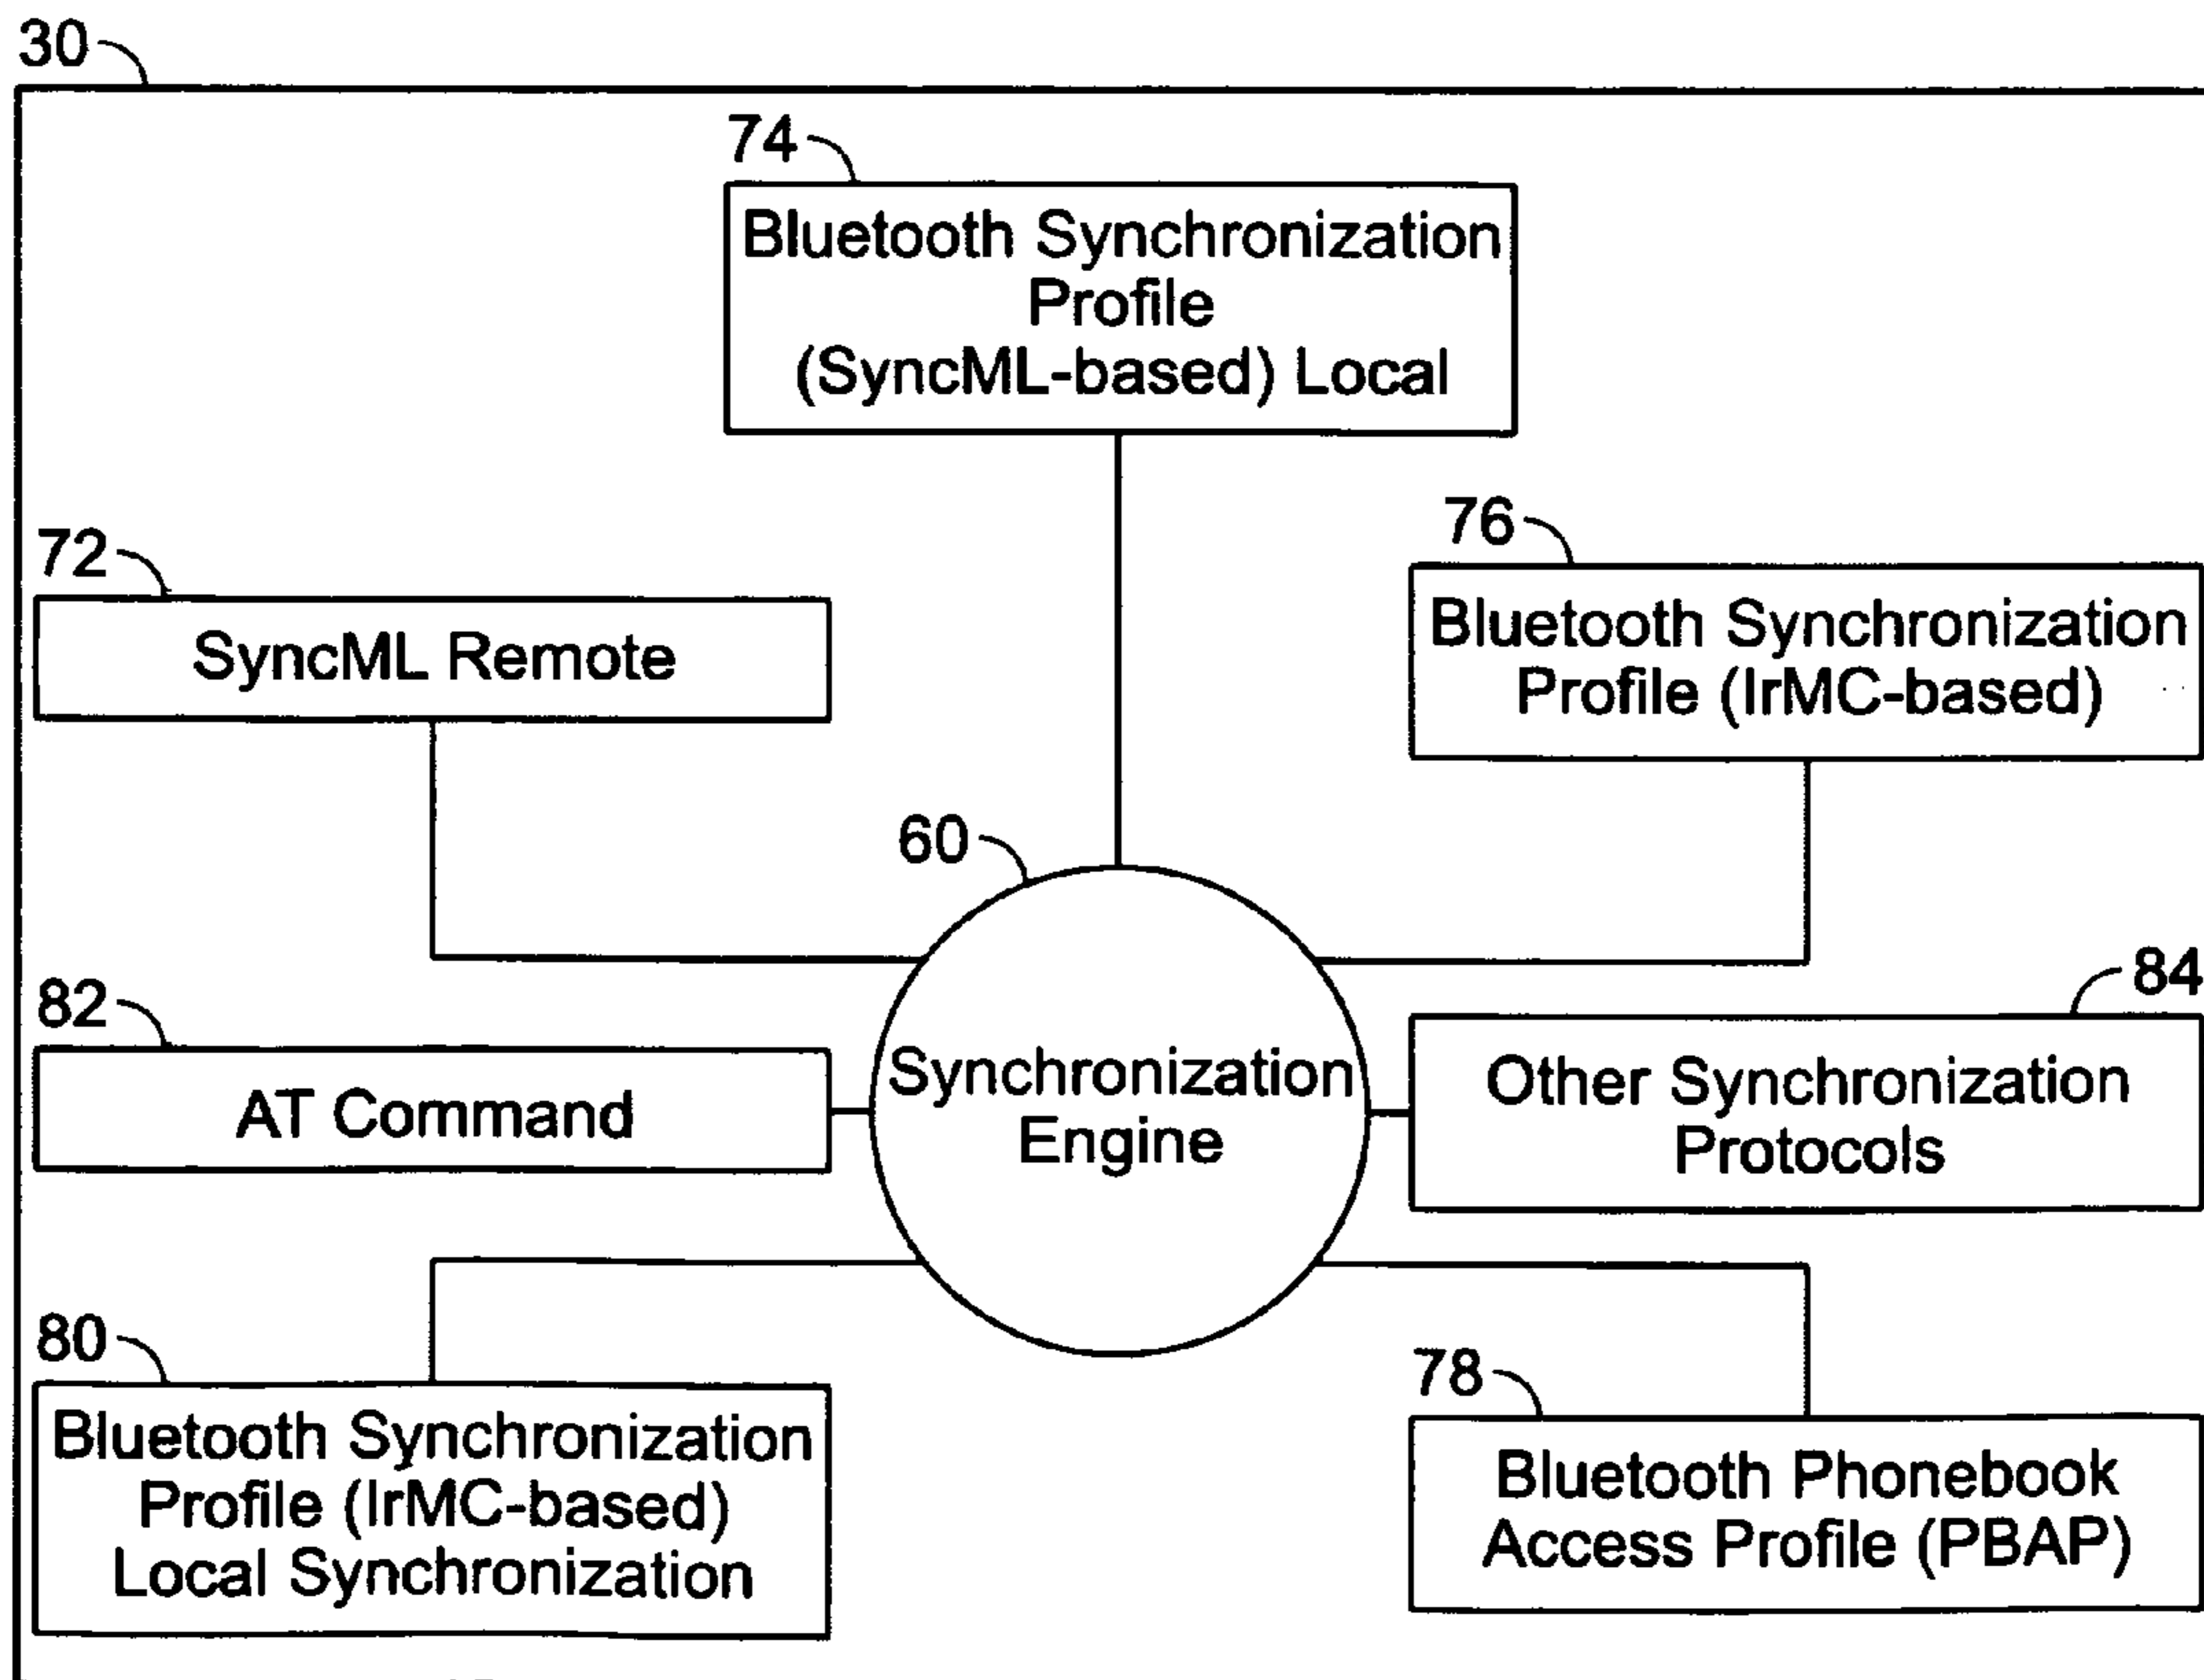 30
74
Bluetooth Synchronization
Profile
(SyncML-based) Local
72
SyncML Remote
76
Bluetooth Synchronization
Profile (IrMC-based)
60
Synchronization
Engine
82
AT Command
84
Other Synchronization
Protocols
80
Bluetooth Synchronization
Profile (IrMC-based)
Local Synchronization
78
Bluetooth Phonebook
Access Profile (PBAP)